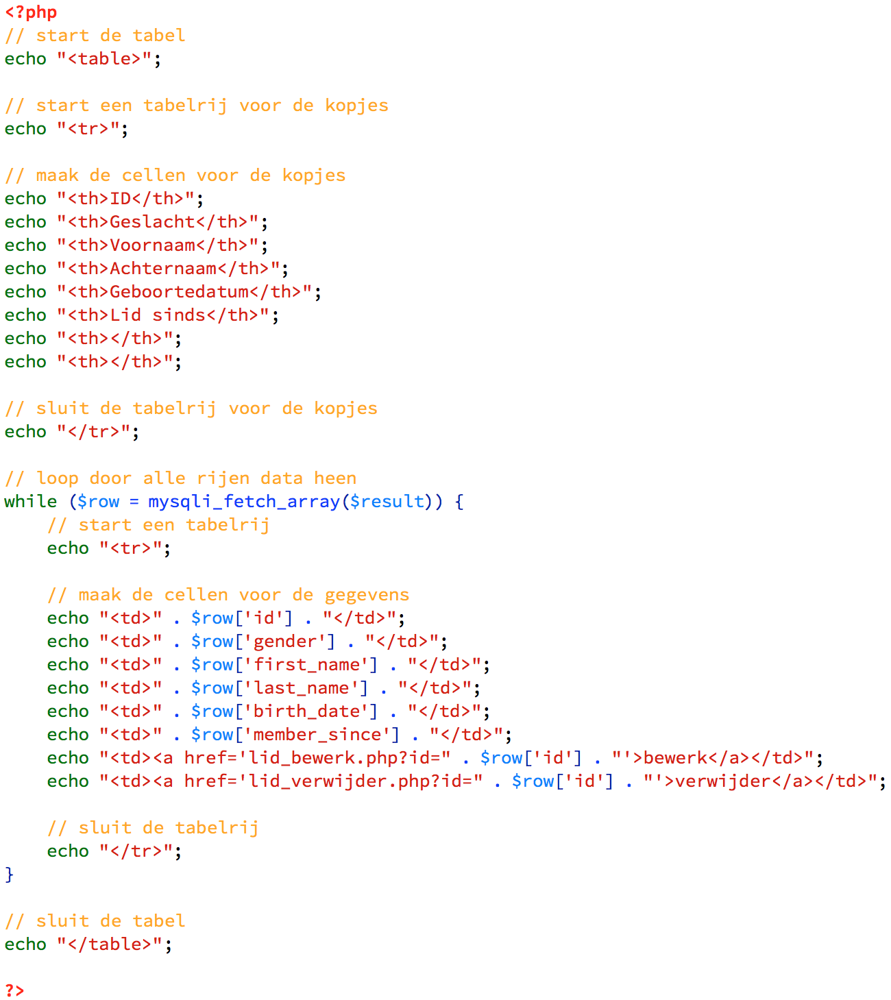 <?php
// start de tabel
echo "<table>";
// start een tabelrij voor de kopjes
echo "<tr>";
// maak de cellen voor de kopjes
echo "<th>ID</th>";
echo "<th>Geslacht</th>";
echo "<th>Voornaam</th>";
echo "<th>Achternaam</th>";
echo "<th>Geboortedatum</th>";
echo "<th>Lid sinds</th>";
echo "<th></th>";
echo "<th></th>";
// sluit de tabelrij voor de kopjes
echo "</tr>";
// loop door alle rijen data heen
while ($row = mysqli_fetch_array($result)) {
    // start een tabelrij
    echo "<tr>";
    // maak de cellen voor de gegevens
    echo "<td>" . $row['id'] . "</td>";
    echo "<td>" . $row['gender'] . "</td>";
    echo "<td>" . $row['first_name'] . "</td>";
    echo "<td>" . $row['last_name'] . "</td>";
    echo "<td>" . $row['birth_date'] . "</td>";
    echo "<td>" . $row['member_since'] . "</td>";
    echo "<td><a href='lid_bewerk.php?id=" . $row['id'] . "'>bewerk</a></td>";
    echo "<td><a href='lid_verwijder.php?id=" . $row['id'] . "'>verwijder</a></td>";
    // sluit de tabelrij
    echo "</tr>";
}
// sluit de tabel
echo "</table>";
?>